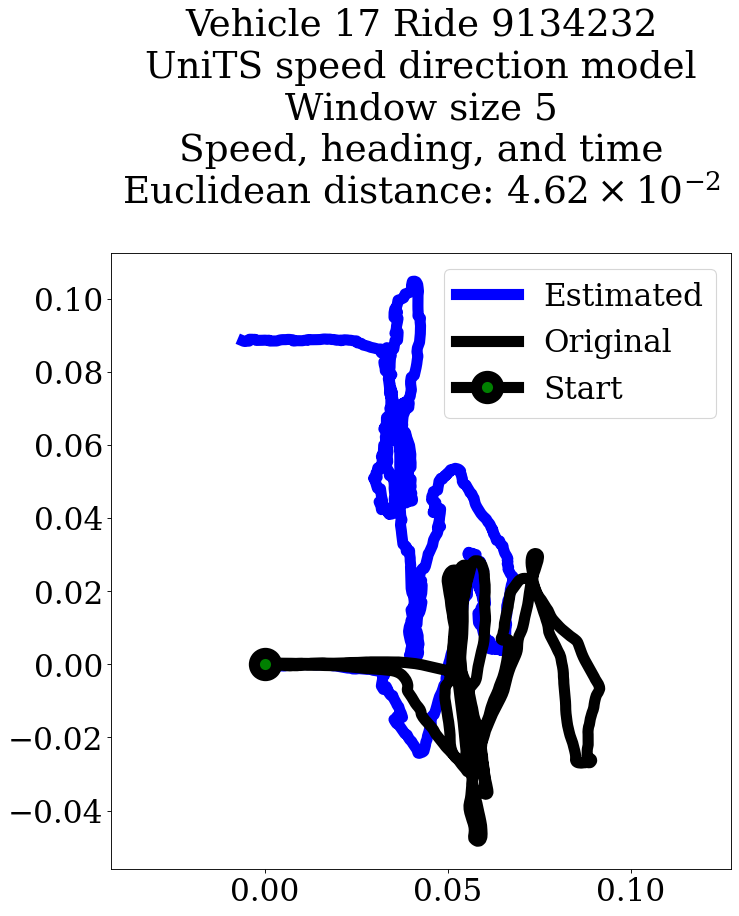 Vehicle 17 Ride 9134232
UniTS speed direction model
Window size 5
Speed, heading, and time
Euclidean distance: 4.62 × 10⁻²
Estimated
Original
Start
0.10
0.08
0.06
0.04
0.02
0.00
−0.02
−0.04
0.00 0.05 0.10